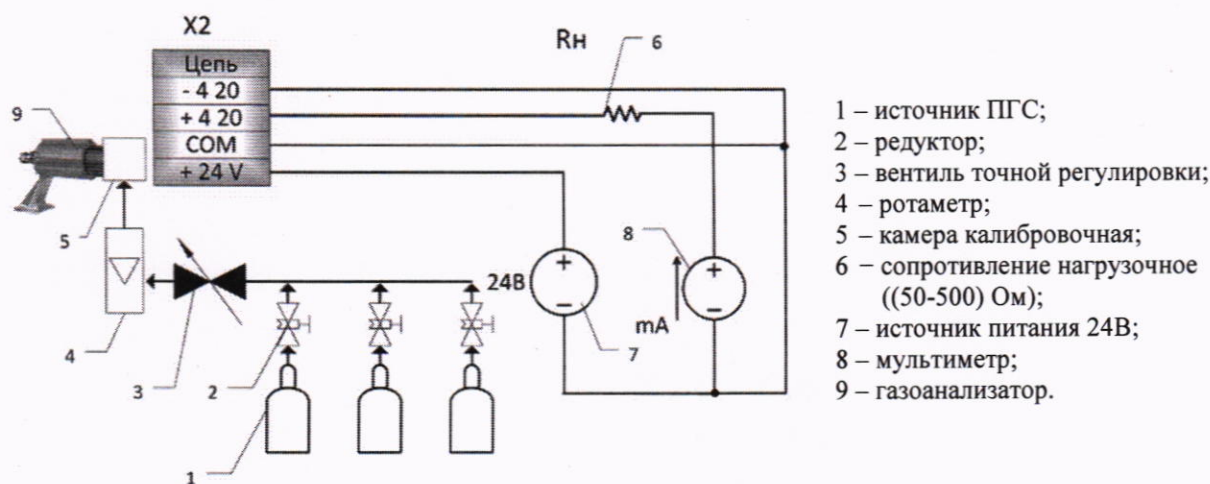 X2
Цепь
- 4 20
+ 4 20
COM
+ 24 V
Rн
6
9
5
4
3
2
1
24В
+
−
7
8
mA
+
−
1 – источник ПГС;
2 – редуктор;
3 – вентиль точной регулировки;
4 – ротаметр;
5 – камера калибровочная;
6 – сопротивление нагрузочное
((50-500) Ом);
7 – источник питания 24В;
8 – мультиметр;
9 – газоанализатор.